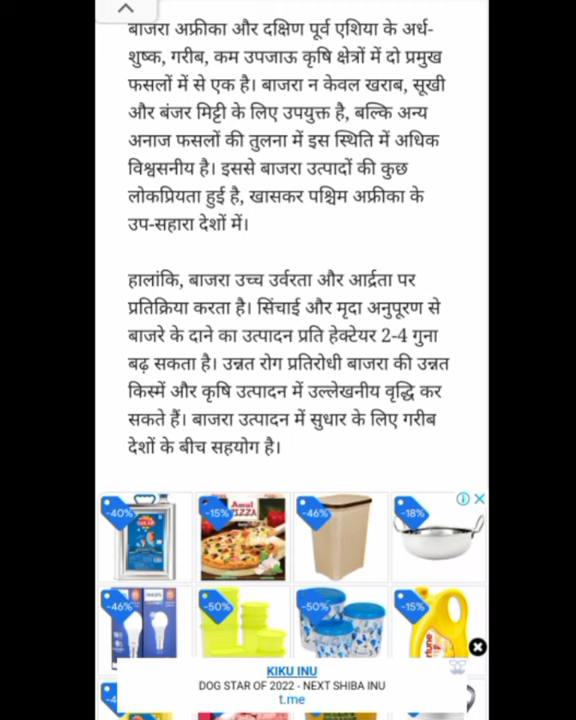 बाजरा अफ्रीका और दक्षिण पूर्व एशिया के अर्ध-
शुष्क, गरीब, कम उपजाऊ कृषि क्षेत्रों में दो प्रमुख
फसलों में से एक है। बाजरा न केवल खराब, सूखी
और बंजर मिट्टी के लिए उपयुक्त है, बल्कि अन्य
अनाज फसलों की तुलना में इस स्थिति में अधिक
विश्वसनीय है। इससे बाजरा उत्पादों की कुछ
लोकप्रियता हुई है, खासकर पश्चिम अफ्रीका के
उप-सहारा देशों में।
हालांकि, बाजरा उच्च उर्वरता और आर्द्रता पर
प्रतिक्रिया करता है। सिंचाई और मृदा अनुपूरण से
बाजरे के दाने का उत्पादन प्रति हेक्टेयर 2-4 गुना
बढ़ सकता है। उन्नत रोग प्रतिरोधी बाजरा की उन्नत
किस्में और कृषि उत्पादन में उल्लेखनीय वृद्धि कर
सकते हैं। बाजरा उत्पादन में सुधार के लिए गरीब
देशों के बीच सहयोग है।
-40% -15% -46% -18%
Amul
PIZZA
-46% -50% -50% -15%
PHILIPS
fortune
KIKU INU
DOG STAR OF 2022 - NEXT SHIBA INU
t.me